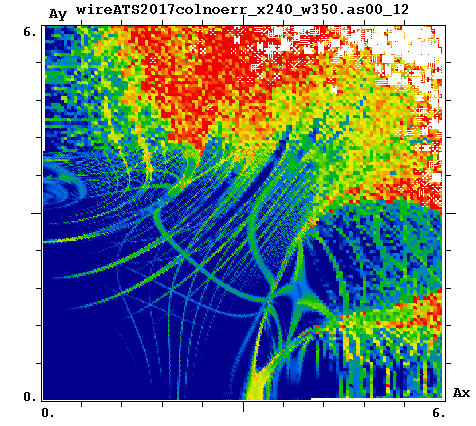 Ay wireATS2017colnoerr_x240_w350.as00_12
6.
0.
0. 6. Ax